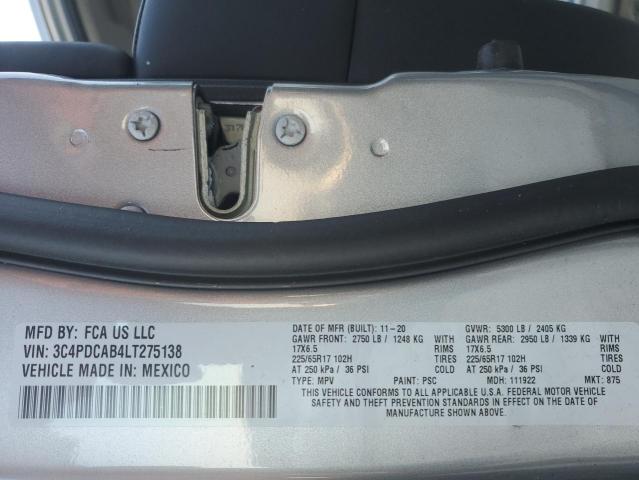 317
MFD BY: FCA US LLC
VIN: 3C4PDCAB4LT275138
VEHICLE MADE IN: MEXICO
DATE OF MFR (BUILT): 11-20 GVWR: 5300 LB / 2405 KG
GAWR FRONT: 2750 LB / 1248 KG WITH GAWR REAR: 2950 LB / 1339 KG WITH
17X6.5 RIMS 17X6.5 RIMS
225/65R17 102H TIRES 225/65R17 102H TIRES
AT 250 kPa / 36 PSI COLD AT 250 kPa / 36 PSI COLD
TYPE: MPV PAINT: PSC MDH: 111922 MKT: 875
THIS VEHICLE CONFORMS TO ALL APPLICABLE U.S.A. FEDERAL MOTOR VEHICLE
SAFETY AND THEFT PREVENTION STANDARDS IN EFFECT ON THE DATE OF
MANUFACTURE SHOWN ABOVE.